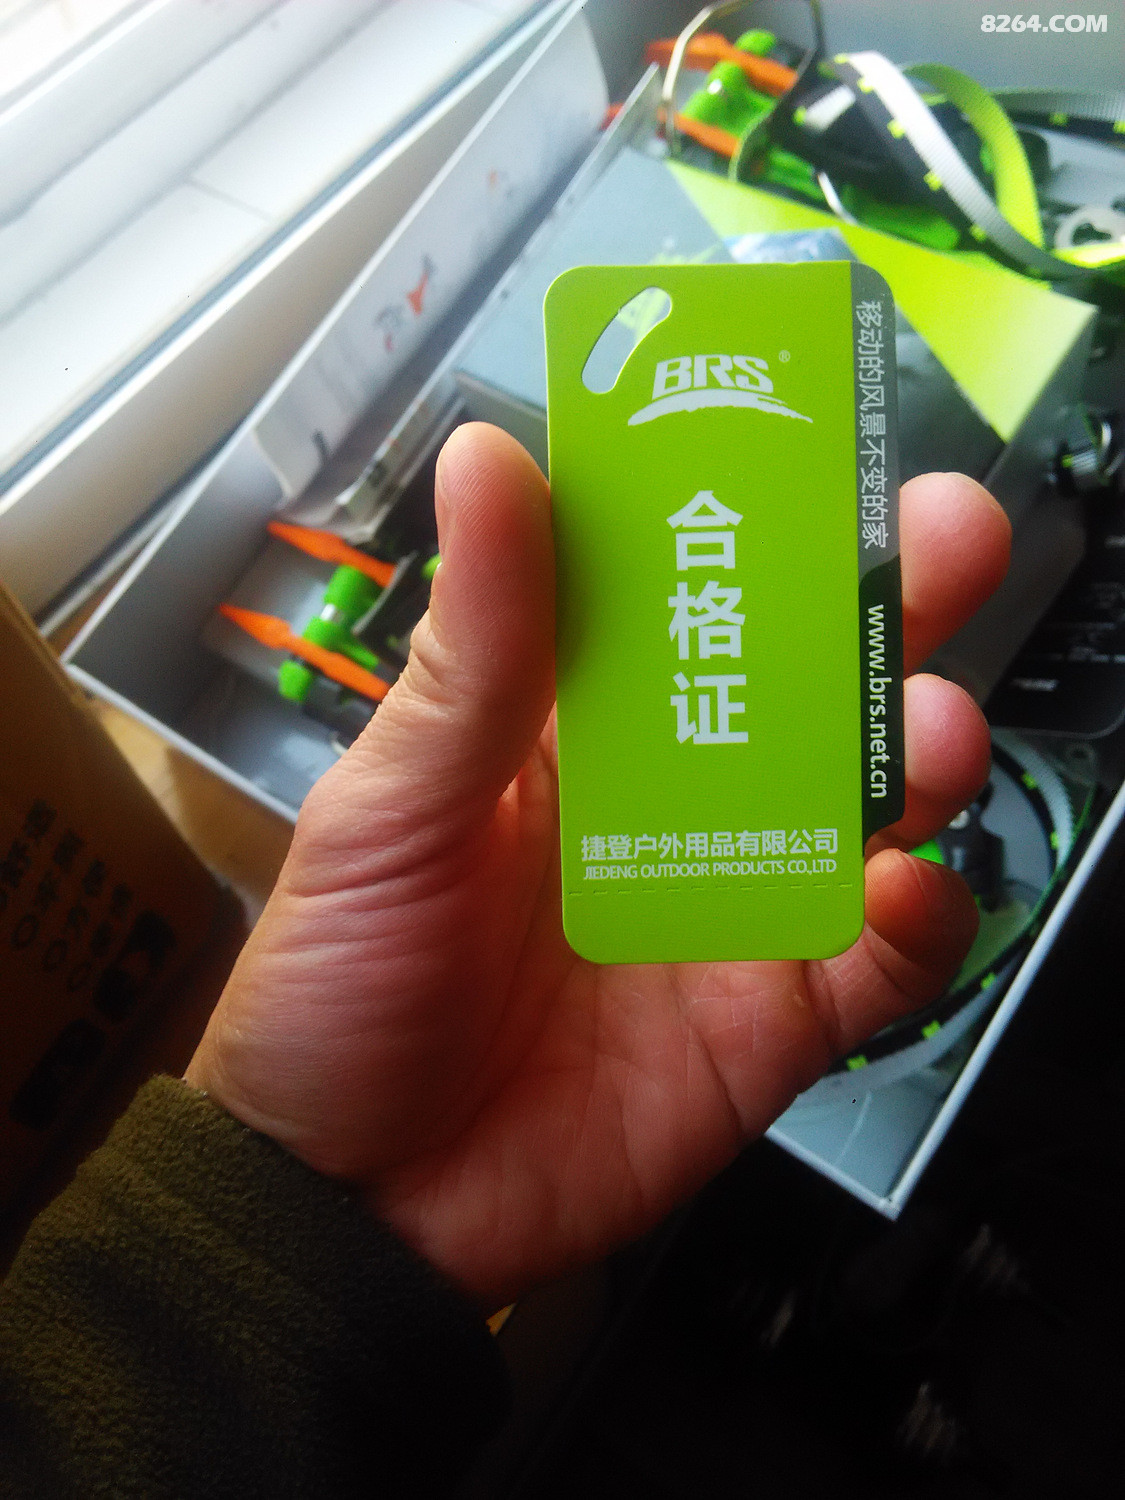 8264.COM
BRS®
合格证
捷登户外用品有限公司
JIEDENG OUTDOOR PRODUCTS CO.,LTD
移动的风景不变的家
www.brs.net.cn